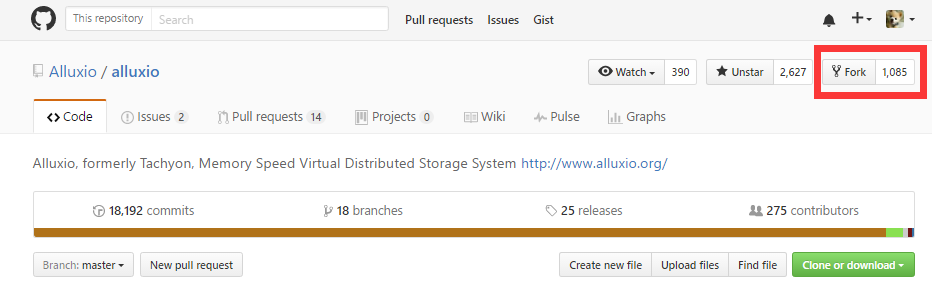 This repository Search Pull requests Issues Gist
Alluxio / alluxio Watch 390 Unstar 2,627 Fork 1,085
Code Issues 2 Pull requests 14 Projects 0 Wiki Pulse Graphs
Alluxio, formerly Tachyon, Memory Speed Virtual Distributed Storage System http://www.alluxio.org/
18,192 commits 18 branches 25 releases 275 contributors
Branch: master New pull request Create new file Upload files Find file Clone or download